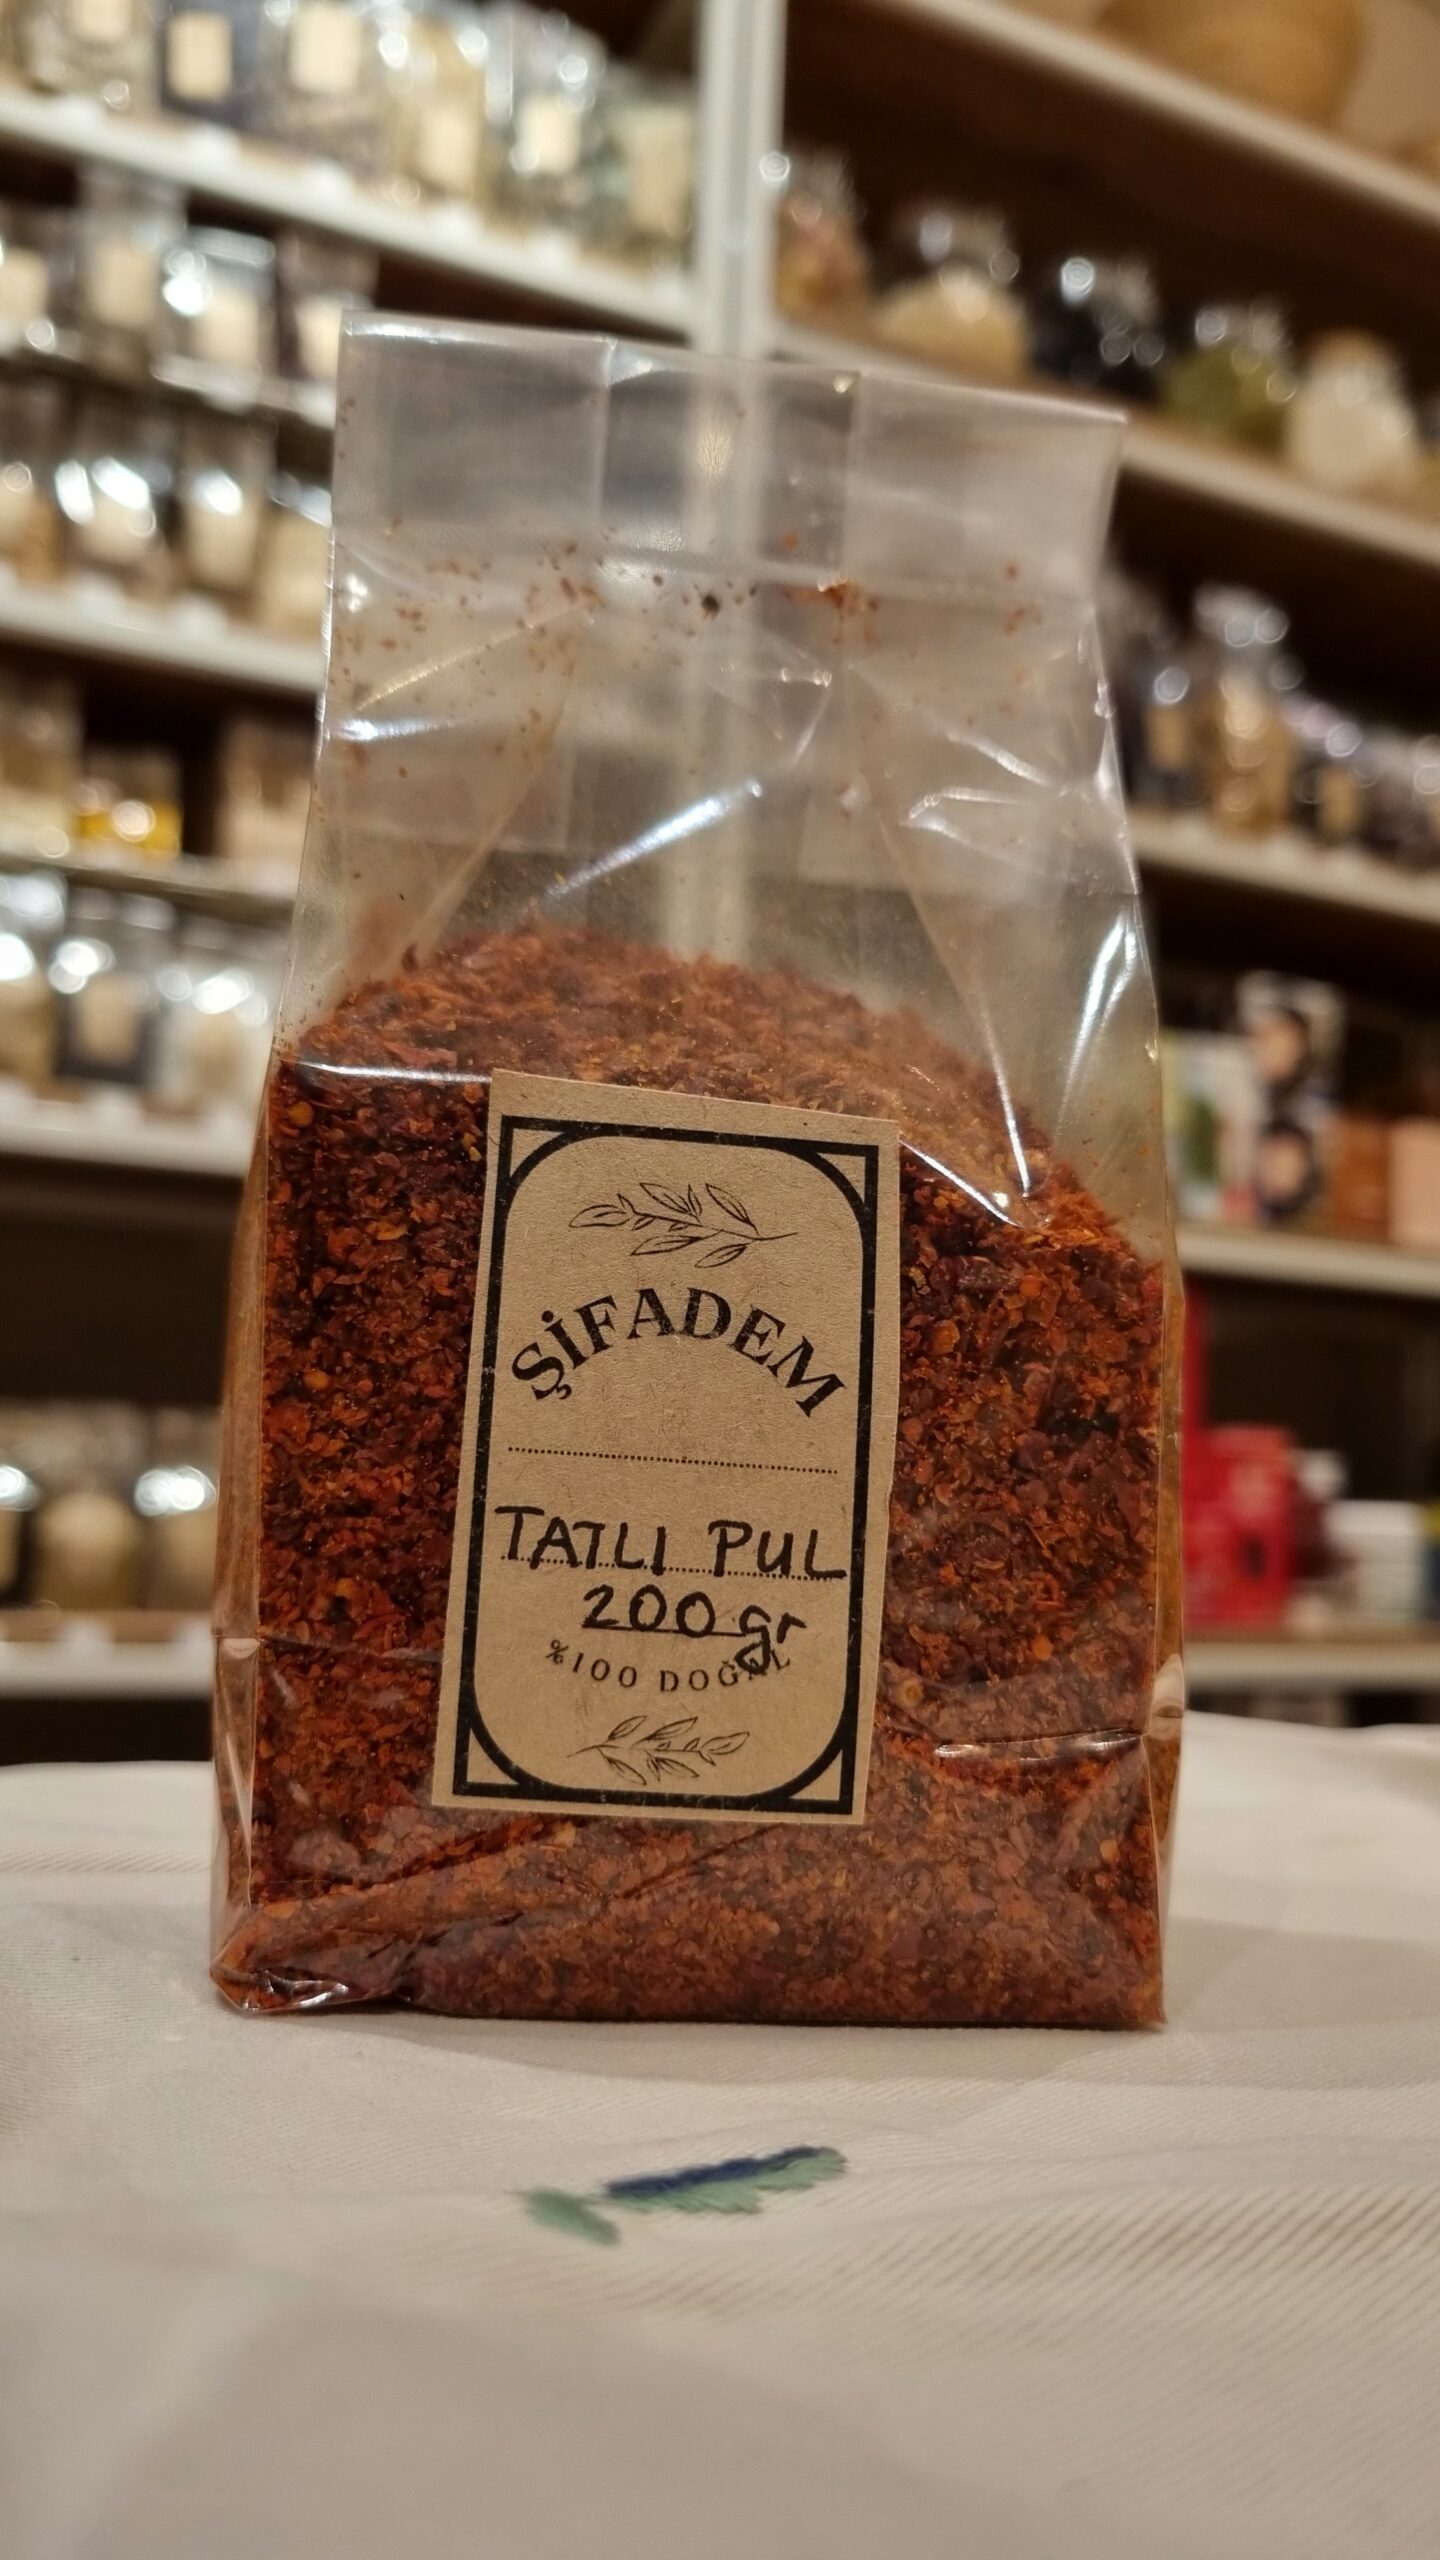 ŞİFADEM
TATLI PUL
200 gr
%100 DOĞAL